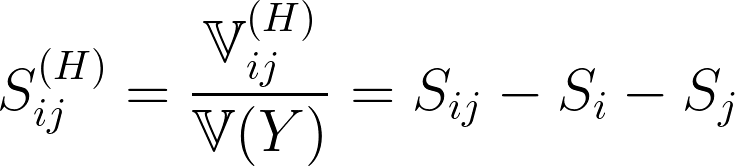 $S_{ij}^{(H)} = \frac{\mathbb{V}_{ij}^{(H)}}{\mathbb{V}(Y)} = S_{ij} - S_i - S_j$